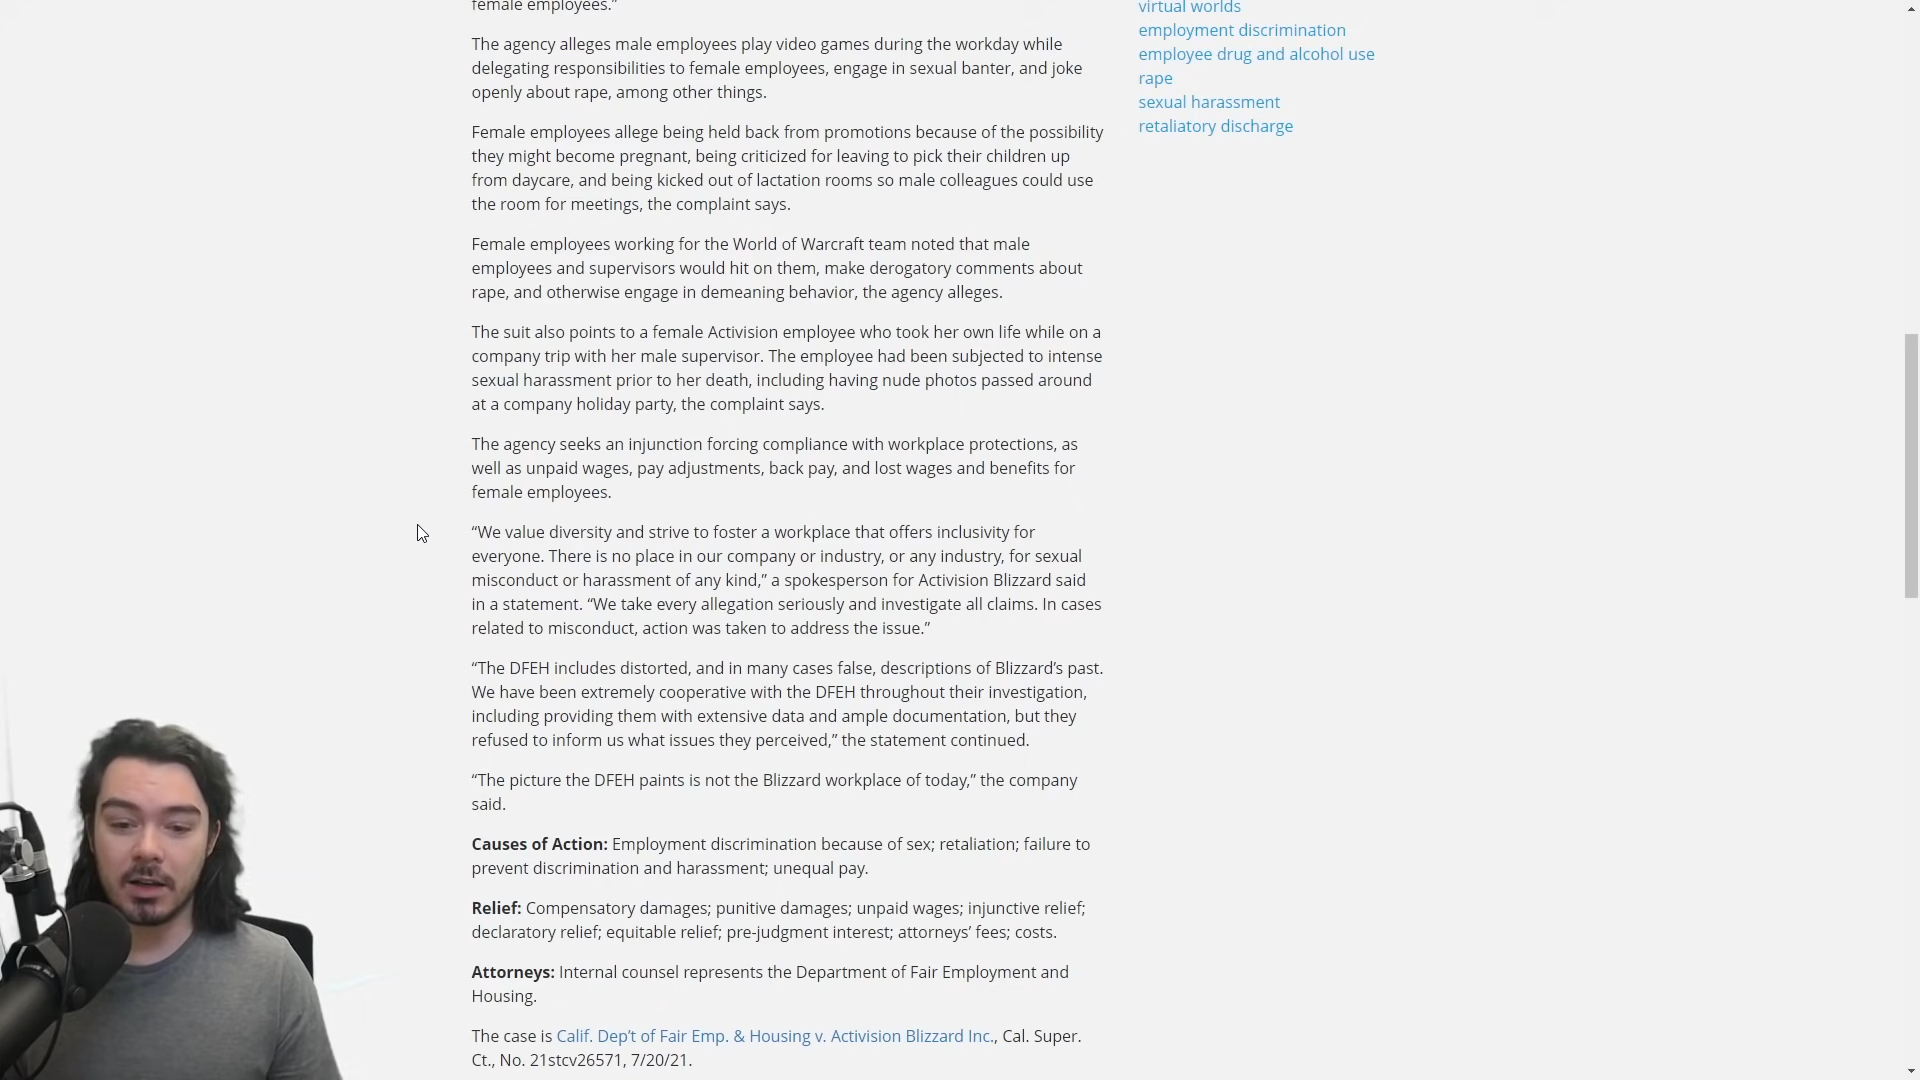 female employees.”
The agency alleges male employees play video games during the workday while
delegating responsibilities to female employees, engage in sexual banter, and joke
openly about rape, among other things.
Female employees allege being held back from promotions because of the possibility
they might become pregnant, being criticized for leaving to pick their children up
from daycare, and being kicked out of lactation rooms so male colleagues could use
the room for meetings, the complaint says.
Female employees working for the World of Warcraft team noted that male
employees and supervisors would hit on them, make derogatory comments about
rape, and otherwise engage in demeaning behavior, the agency alleges.
The suit also points to a female Activision employee who took her own life while on a
company trip with her male supervisor. The employee had been subjected to intense
sexual harassment prior to her death, including having nude photos passed around
at a company holiday party, the complaint says.
The agency seeks an injunction forcing compliance with workplace protections, as
well as unpaid wages, pay adjustments, back pay, and lost wages and benefits for
female employees.
“We value diversity and strive to foster a workplace that offers inclusivity for
everyone. There is no place in our company or industry, or any industry, for sexual
misconduct or harassment of any kind,” a spokesperson for Activision Blizzard said
in a statement. “We take every allegation seriously and investigate all claims. In cases
related to misconduct, action was taken to address the issue.”
“The DFEH includes distorted, and in many cases false, descriptions of Blizzard’s past.
We have been extremely cooperative with the DFEH throughout their investigation,
including providing them with extensive data and ample documentation, but they
refused to inform us what issues they perceived,” the statement continued.
“The picture the DFEH paints is not the Blizzard workplace of today,” the company
said.
Causes of Action: Employment discrimination because of sex; retaliation; failure to
prevent discrimination and harassment; unequal pay.
Relief: Compensatory damages; punitive damages; unpaid wages; injunctive relief;
declaratory relief; equitable relief; pre-judgment interest; attorneys’ fees; costs.
Attorneys: Internal counsel represents the Department of Fair Employment and
Housing.
The case is Calif. Dep’t of Fair Emp. & Housing v. Activision Blizzard Inc., Cal. Super.
Ct., No. 21stcv26571, 7/20/21.
virtual worlds
employment discrimination
employee drug and alcohol use
rape
sexual harassment
retaliatory discharge